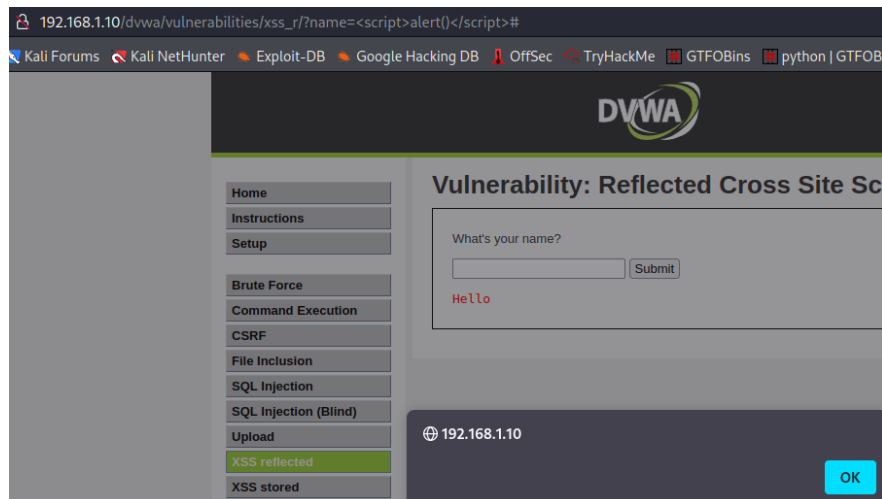 192.168.1.10/dvwa/vulnerabilities/xss_r/?name=<script>alert()</script>#
Kali Forums Kali NetHunter Exploit-DB Google Hacking DB OffSec TryHackMe GTFOBins python | GTFOB
DVWA
Home
Instructions
Setup
Brute Force
Command Execution
CSRF
File Inclusion
SQL Injection
SQL Injection (Blind)
Upload
XSS reflected
XSS stored
Vulnerability: Reflected Cross Site Sc
What's your name?
Submit
Hello
192.168.1.10
OK